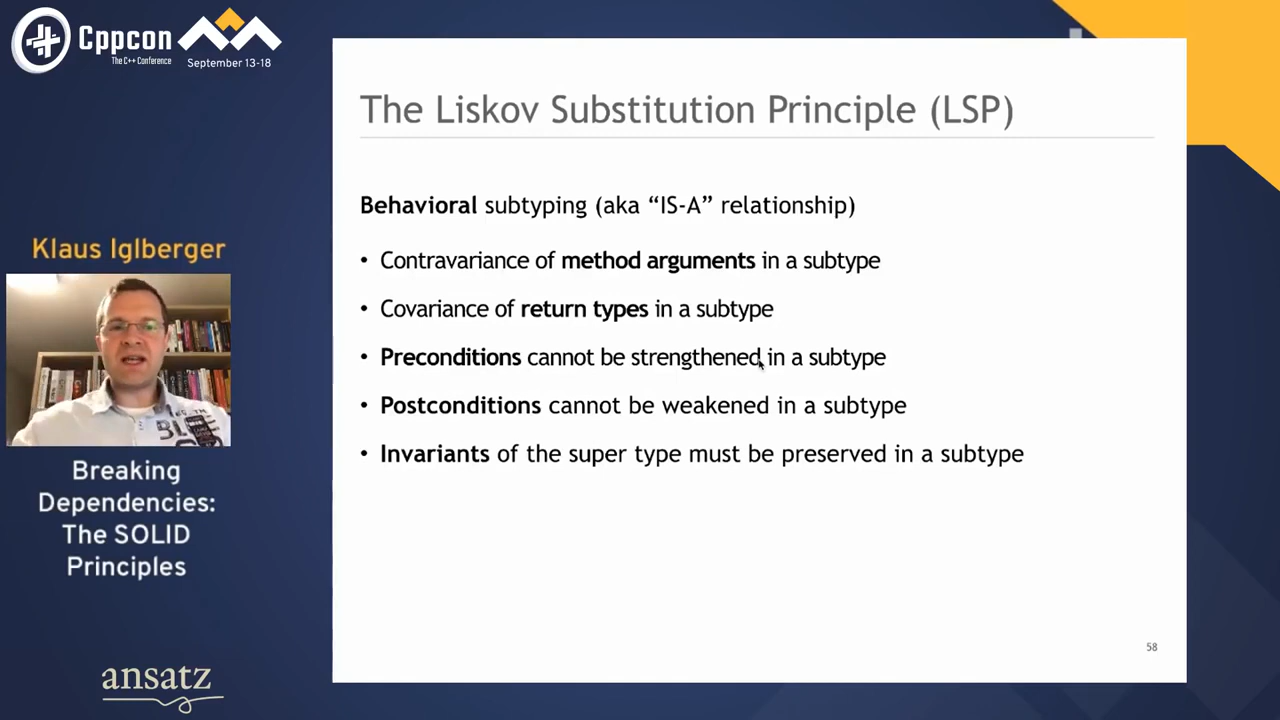 Cppcon
The C++ Conference
September 13-18
The Liskov Substitution Principle (LSP)
Behavioral subtyping (aka “IS-A” relationship)
• Contravariance of method arguments in a subtype
• Covariance of return types in a subtype
• Preconditions cannot be strengthened in a subtype
• Postconditions cannot be weakened in a subtype
• Invariants of the super type must be preserved in a subtype
58
Klaus Iglberger
Breaking
Dependencies:
The SOLID
Principles
ansatz